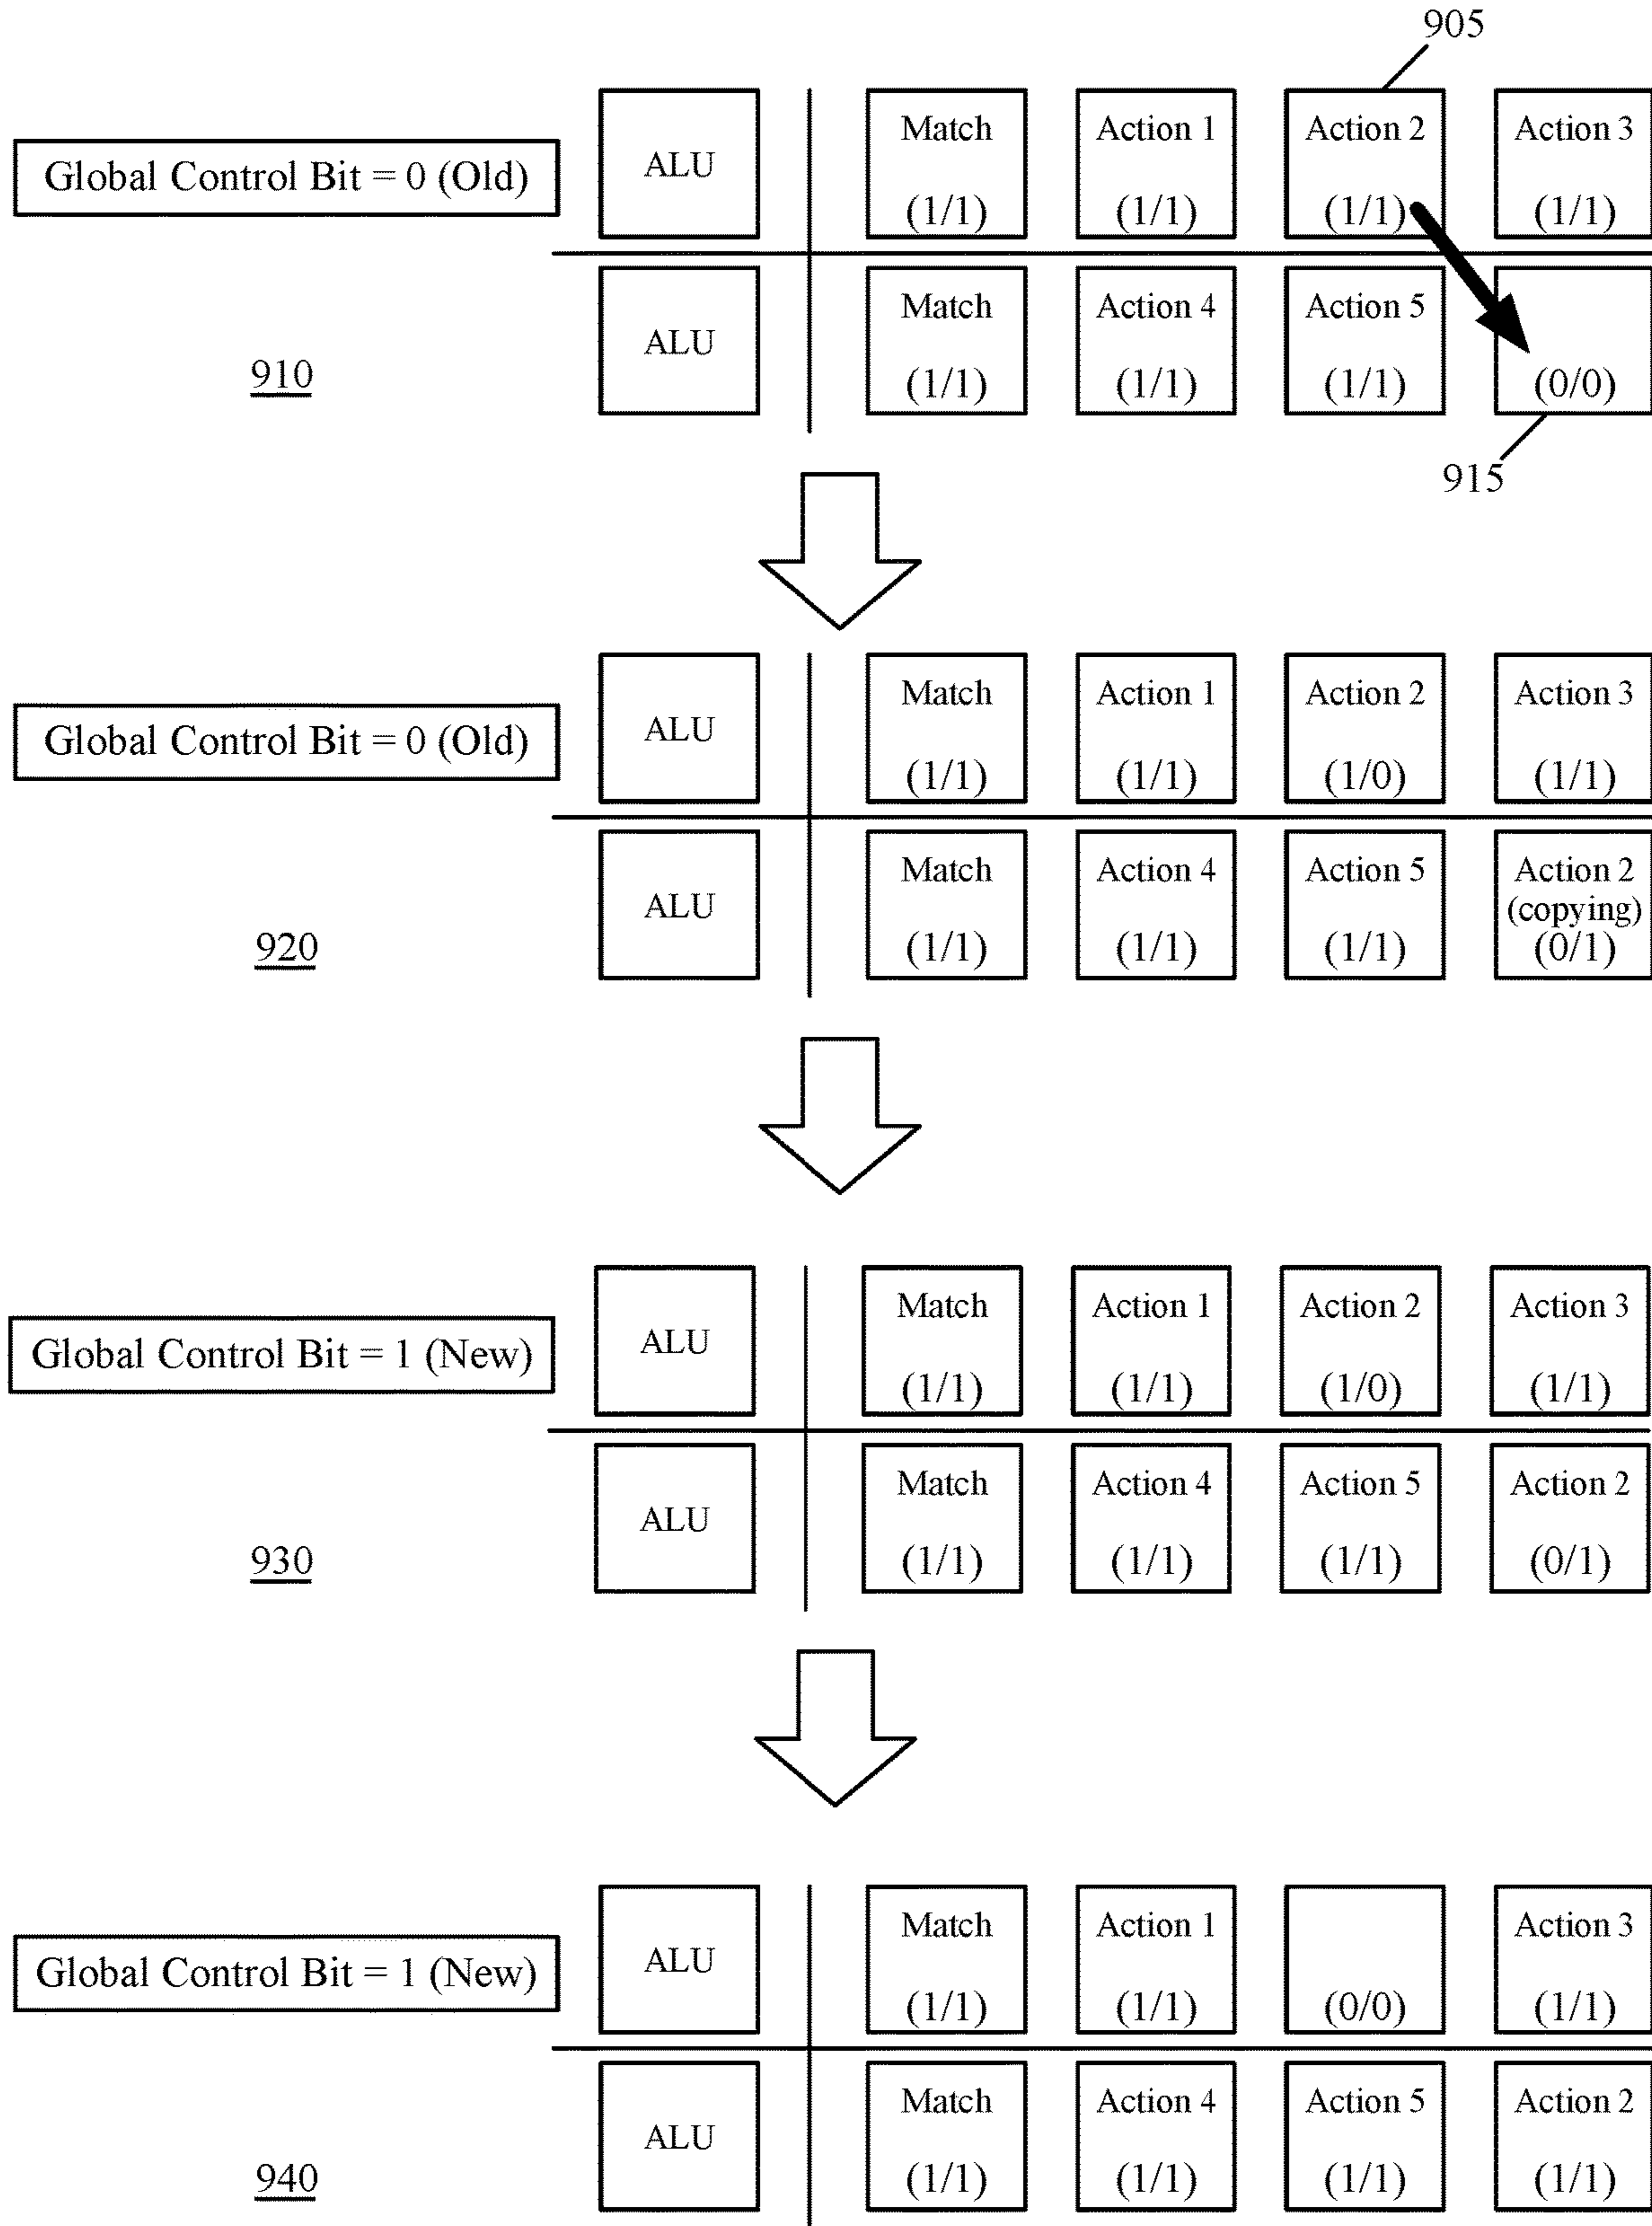 905
Global Control Bit = 0 (Old)
ALU
Match
(1/1)
Action 1
(1/1)
Action 2
(1/1)
Action 3
(1/1)
910
ALU
Match
(1/1)
Action 4
(1/1)
Action 5
(1/1)
(0/0)
915
Global Control Bit = 0 (Old)
ALU
Match
(1/1)
Action 1
(1/1)
Action 2
(1/0)
Action 3
(1/1)
920
ALU
Match
(1/1)
Action 4
(1/1)
Action 5
(1/1)
Action 2
(copying)
(0/1)
Global Control Bit = 1 (New)
ALU
Match
(1/1)
Action 1
(1/1)
Action 2
(1/0)
Action 3
(1/1)
930
ALU
Match
(1/1)
Action 4
(1/1)
Action 5
(1/1)
Action 2
(0/1)
Global Control Bit = 1 (New)
ALU
Match
(1/1)
Action 1
(1/1)
(0/0)
Action 3
(1/1)
940
ALU
Match
(1/1)
Action 4
(1/1)
Action 5
(1/1)
Action 2
(1/1)